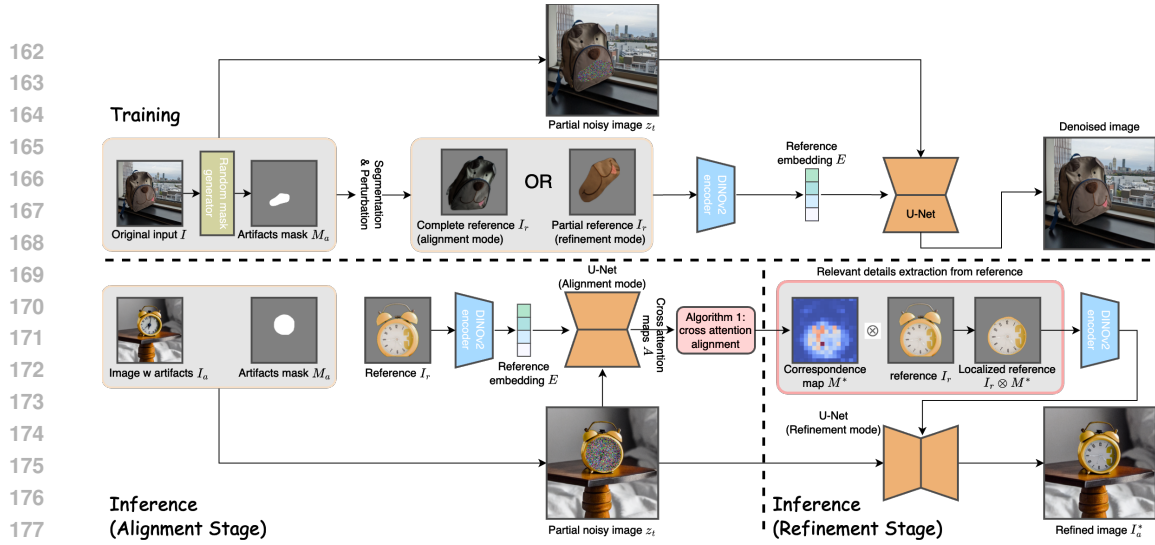 162
163
164
165
166
167
168
169
170
171
172
173
174
175
176
177
Training
Partial noisy image $z_t$
Original input $I$
Random mask
generator
Artifacts mask $M_a$
Segmentation
& Perturbation
Complete reference $I_r$
(alignment mode)
OR
Partial reference $I_r$
(refinement mode)
DINOv2
encoder
Reference
embedding $E$
U-Net
Denoised image
Image w artifacts $I_a$
Artifacts mask $M_a$
Reference $I_r$
DINOv2
encoder
Reference
embedding $E$
U-Net
(Alignment mode)
Cross attention
maps $A$
Algorithm 1:
cross attention
alignment
Partial noisy image $z_t$
Inference
(Alignment Stage)
Relevant details extraction from reference
Correspondence
map $M^*$
⊗
reference $I_r$
Localized reference
$I_r \otimes M^*$
DINOv2
encoder
U-Net
(Refinement mode)
Inference
(Refinement Stage)
Refined image $I_a^*$